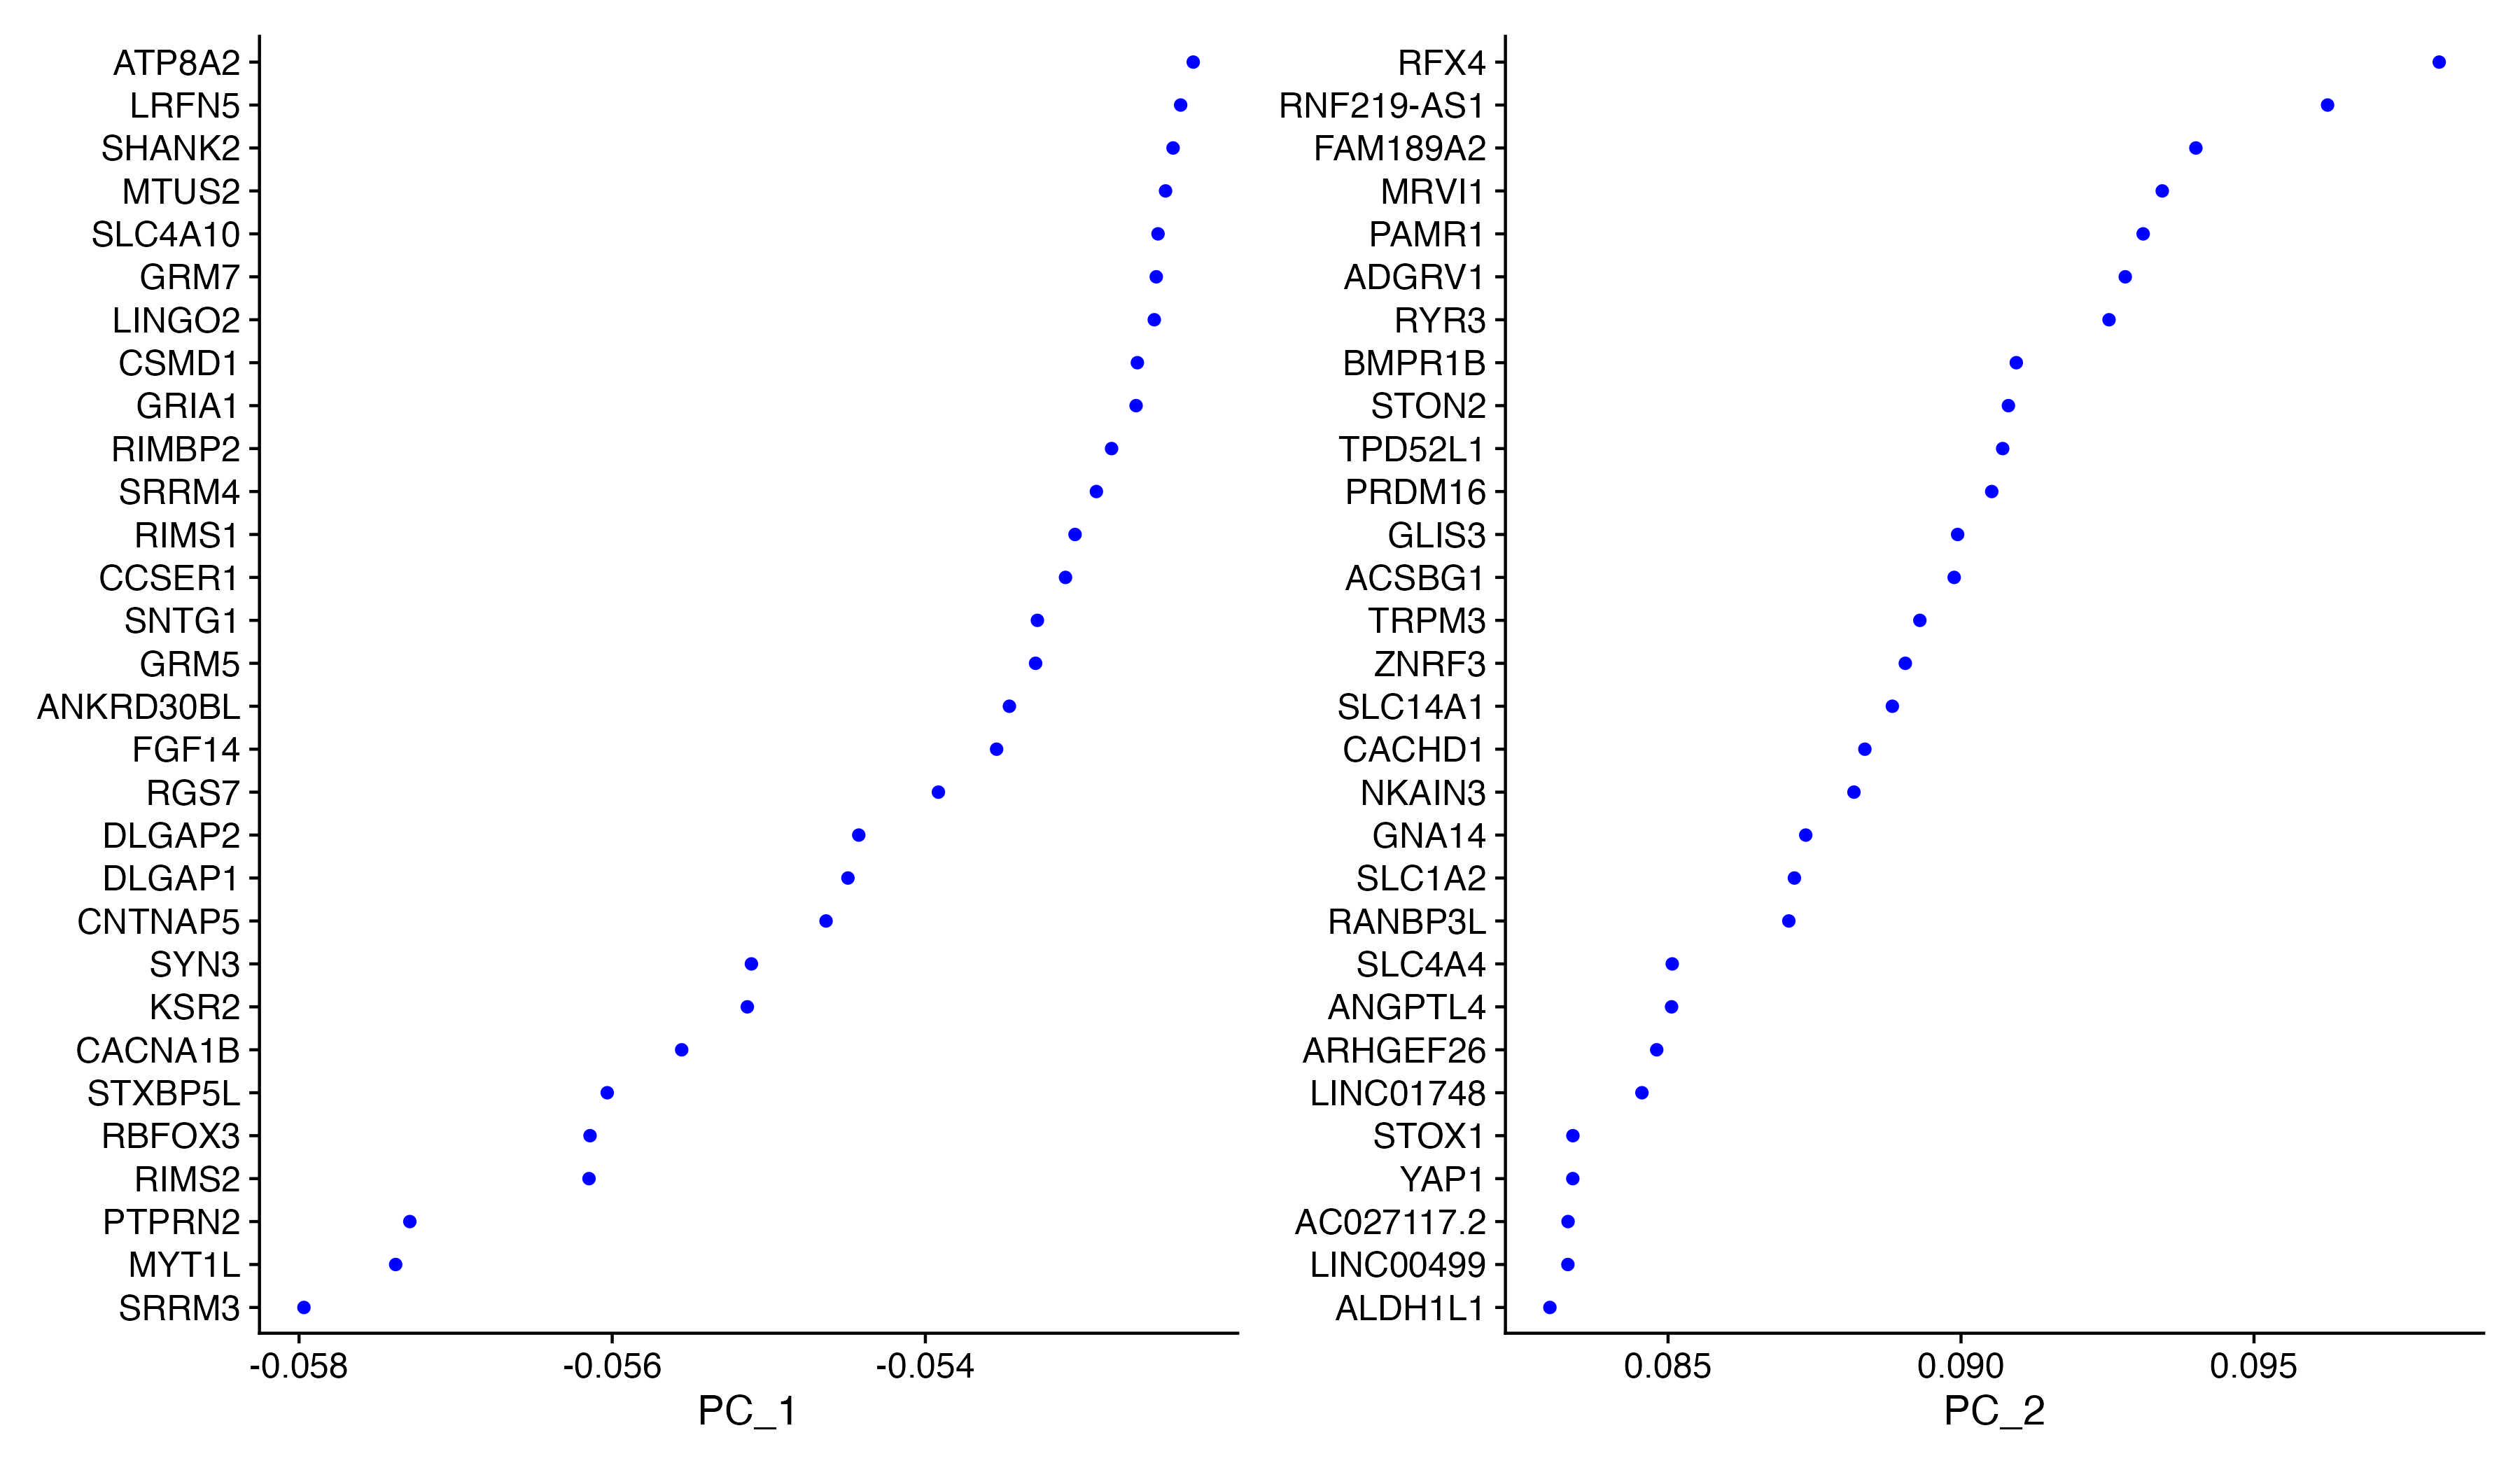 ATP8A2
LRFN5
SHANK2
MTUS2
SLC4A10
GRM7
LINGO2
CSMD1
GRIA1
RIMBP2
SRRM4
RIMS1
CCSER1
SNTG1
GRM5
ANKRD30BL
FGF14
RGS7
DLGAP2
DLGAP1
CNTNAP5
SYN3
KSR2
CACNA1B
STXBP5L
RBFOX3
RIMS2
PTPRN2
MYT1L
SRRM3
-0.058 -0.056 -0.054
PC_1
RFX4
RNF219-AS1
FAM189A2
MRVI1
PAMR1
ADGRV1
RYR3
BMPR1B
STON2
TPD52L1
PRDM16
GLIS3
ACSBG1
TRPM3
ZNRF3
SLC14A1
CACHD1
NKAIN3
GNA14
SLC1A2
RANBP3L
SLC4A4
ANGPTL4
ARHGEF26
LINC01748
STOX1
YAP1
AC027117.2
LINC00499
ALDH1L1
0.085 0.090 0.095
PC_2